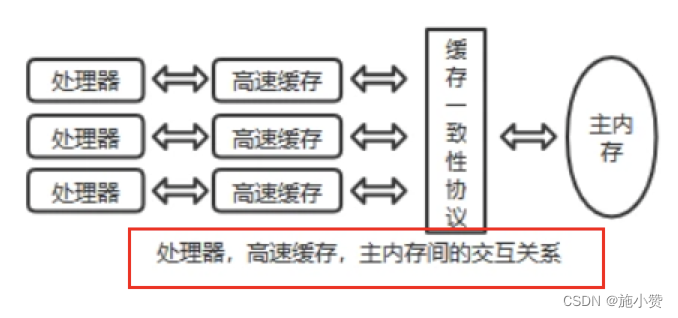 处理器
高速缓存
处理器
高速缓存
处理器
高速缓存
缓存一致性协议
主内
存
处理器，高速缓存，主内存间的交互关系
CSDN @施小赞